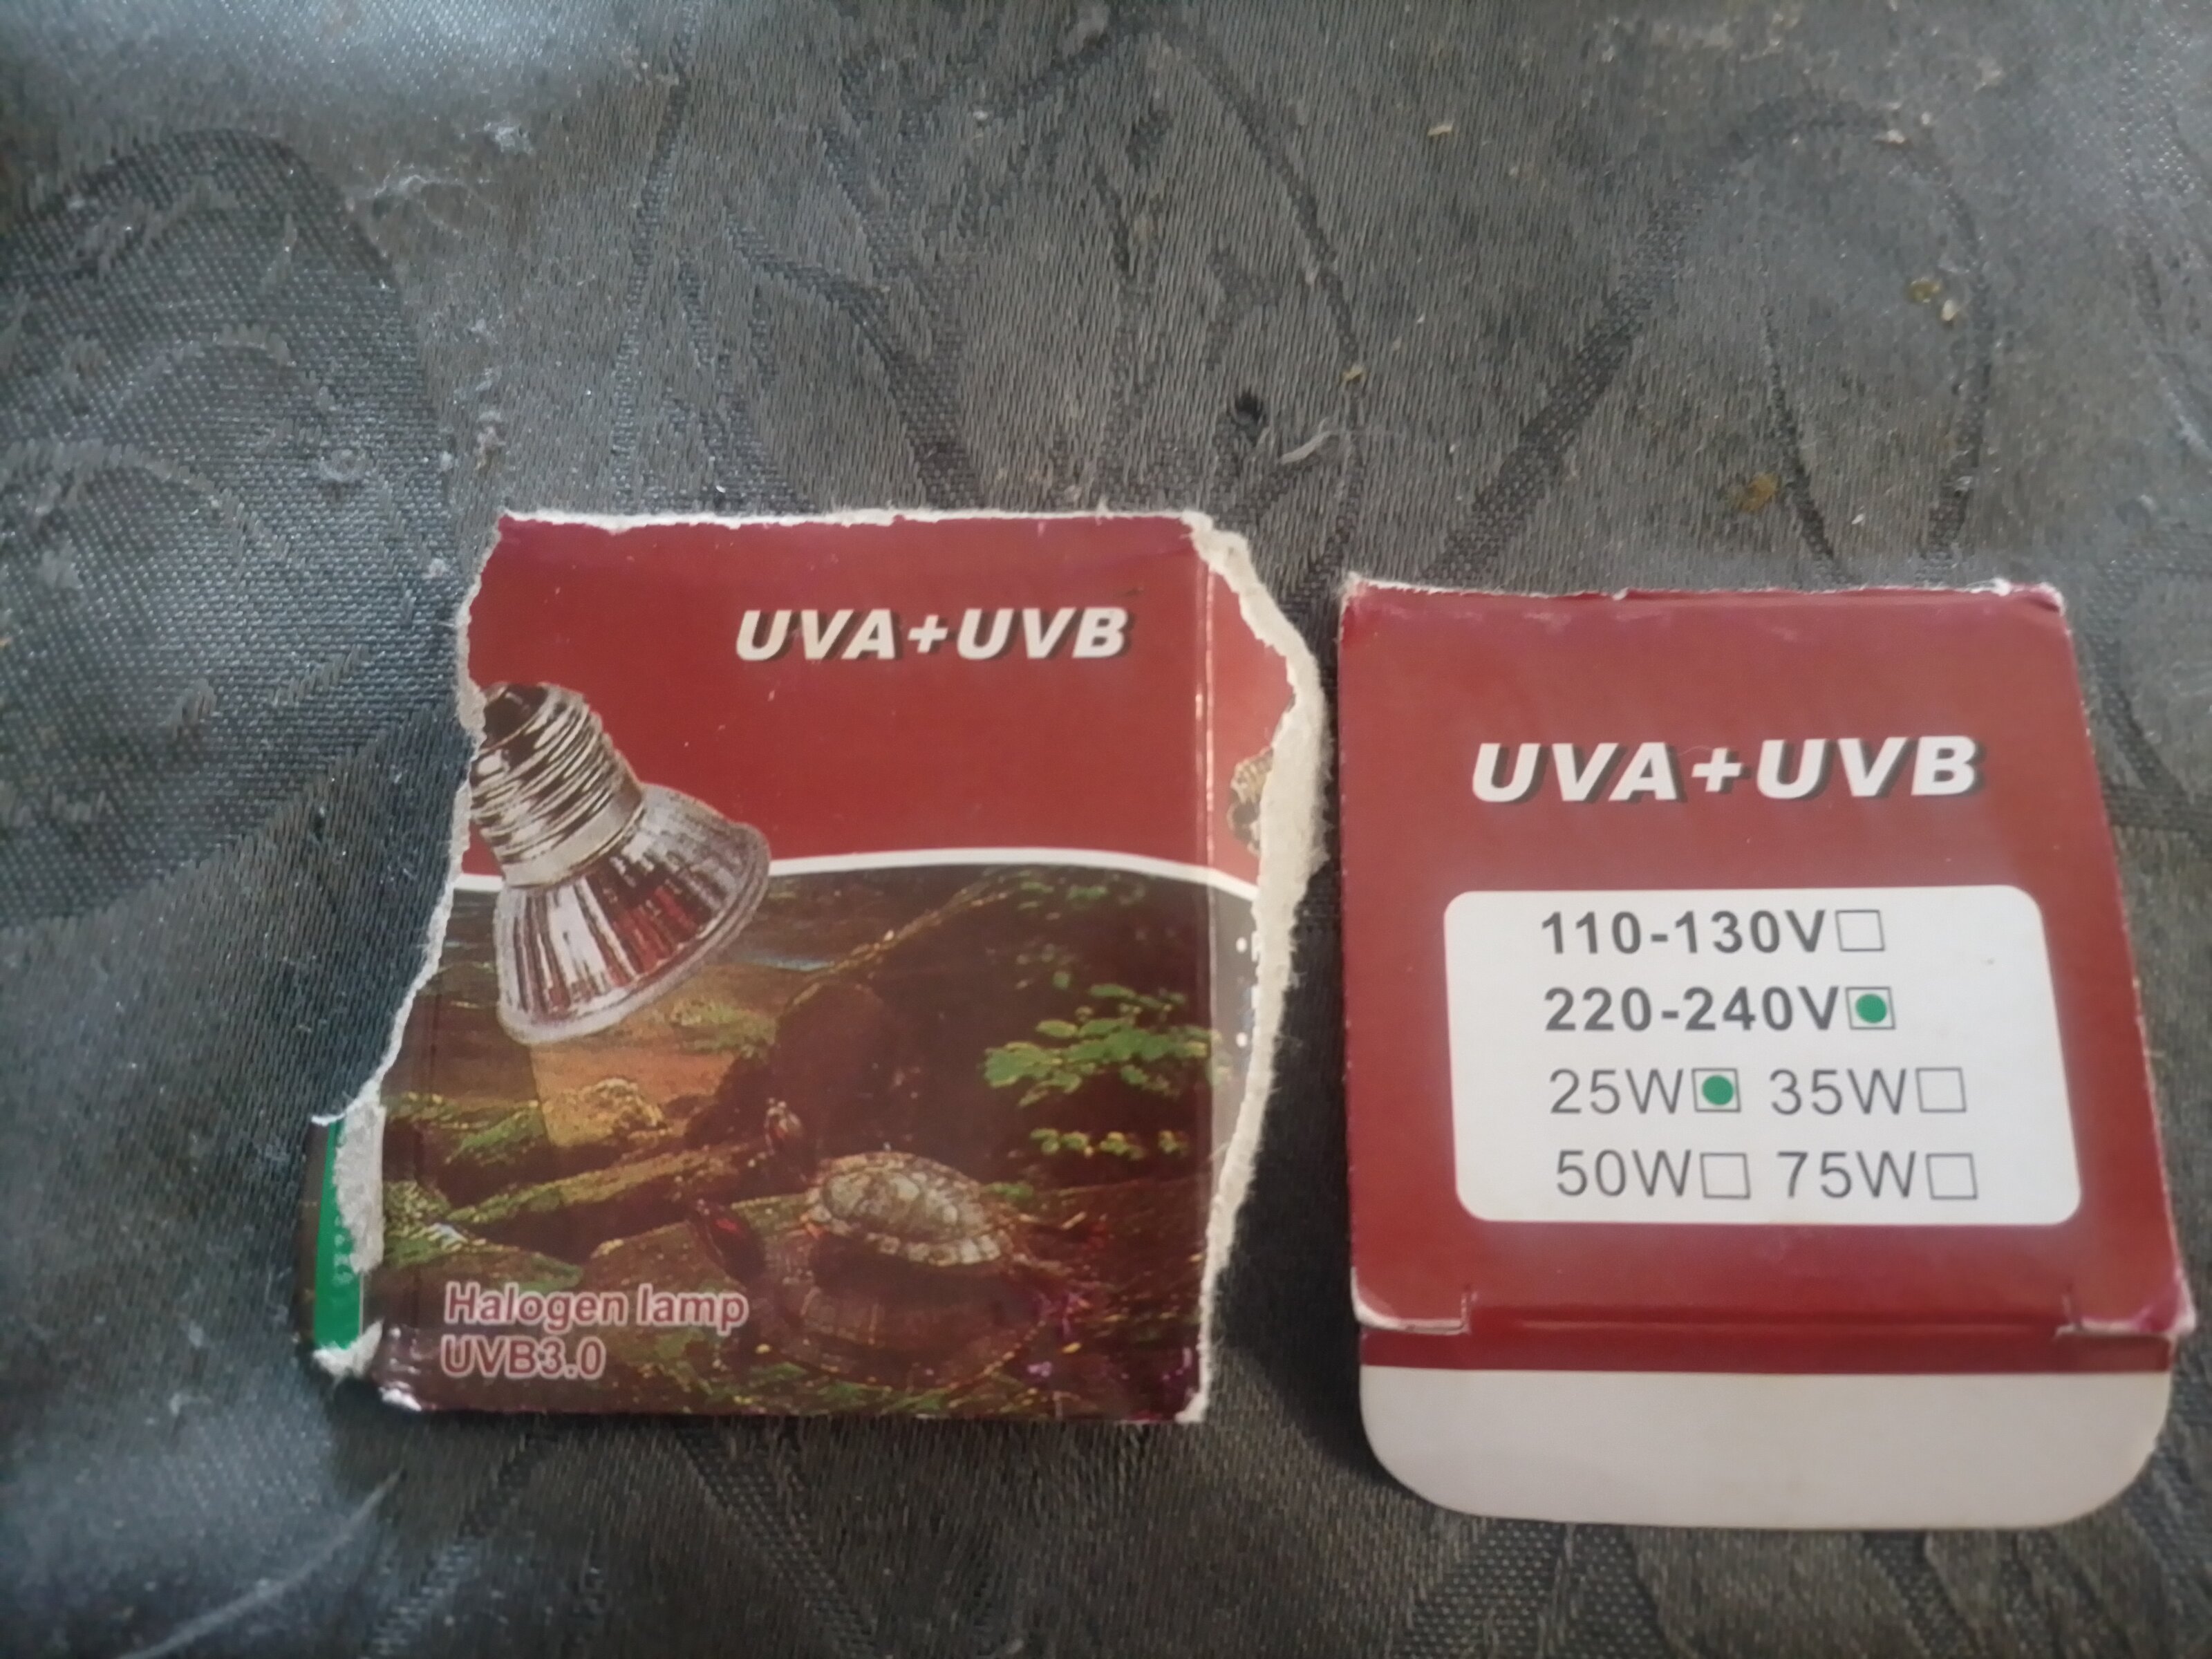 UVA+UVB
Halogen lamp
UVB3.0
UVA+UVB
110-130V
220-240V
25W 35W
50W 75W